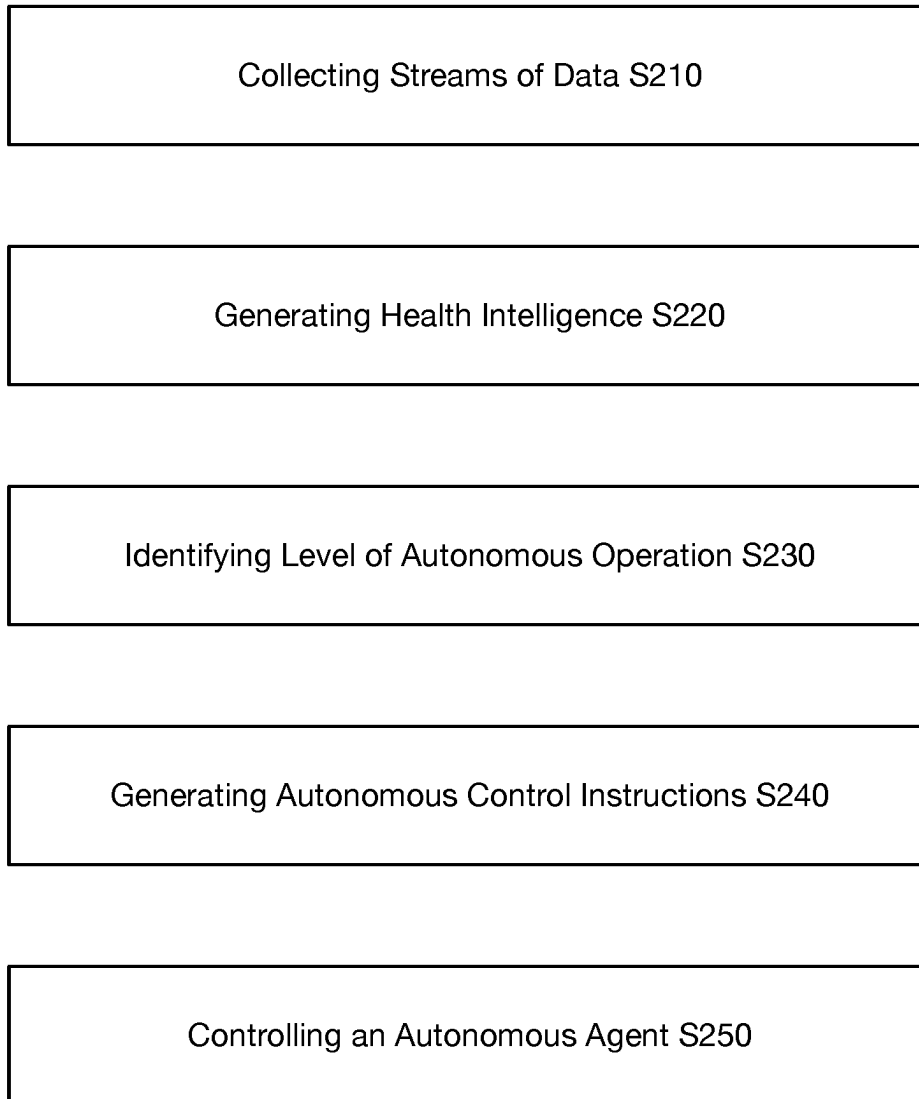 Collecting Streams of Data S210
Generating Health Intelligence S220
Identifying Level of Autonomous Operation S230
Generating Autonomous Control Instructions S240
Controlling an Autonomous Agent S250